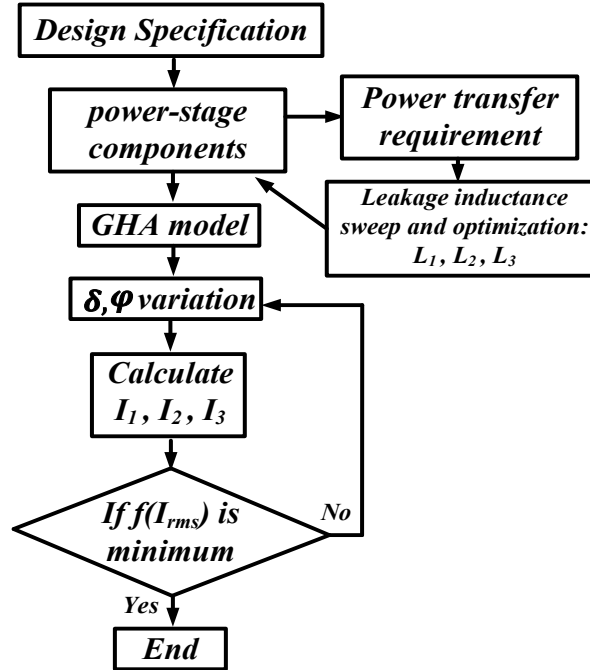 Design Specification
power-stage
components
Power transfer
requirement
Leakage inductance
sweep and optimization:
L1 , L2 , L3
GHA model
δ,φ variation
Calculate
I1 , I2 , I3
If f(Irms) is
minimum
No
Yes
End